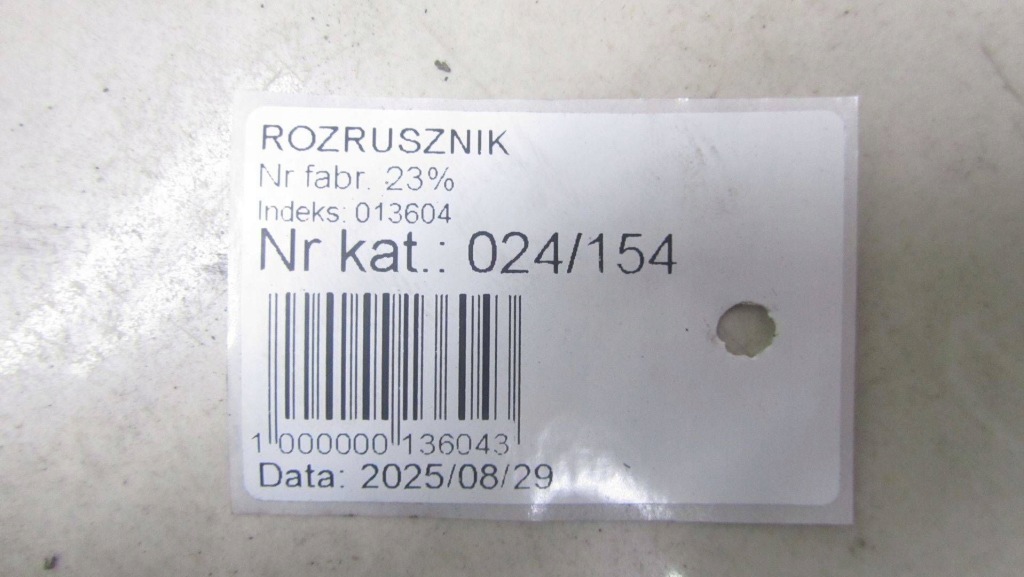 ROZRUSZNIK
Nr fabr. 23%
Indeks: 013604
Nr kat.: 024/154
1 000000 136043
Data: 2025/08/29